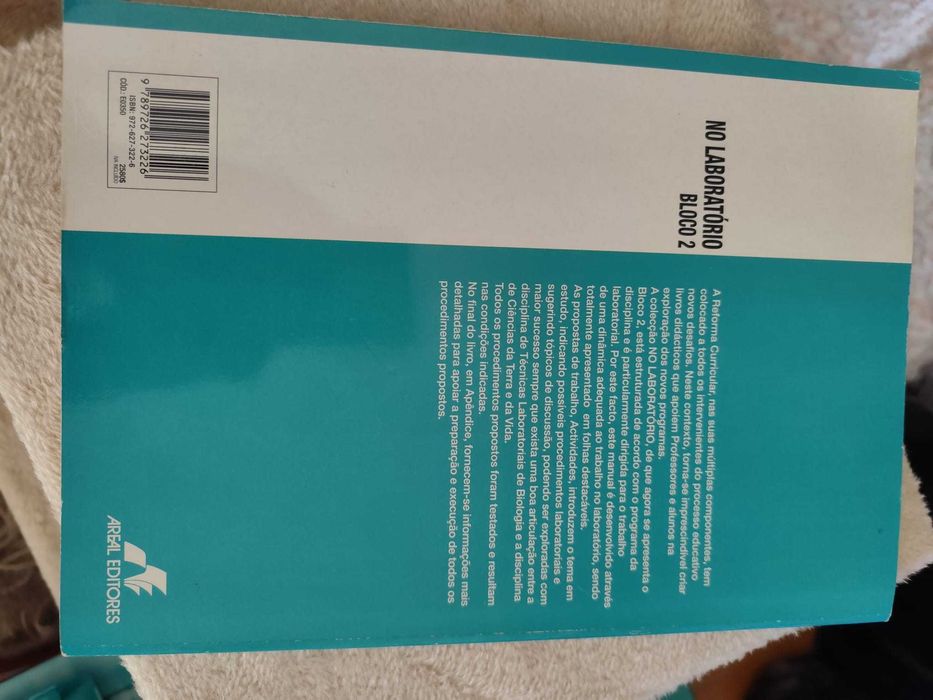 NO LABORATÓRIO
BLOCO 2
A Reforma Curricular, nas suas múltiplas componentes, tem
colocado a todos os intervenientes do processo educativo
novos desafios. Neste contexto, torna-se imprescindível criar
livros didácticos que apoiem Professores e alunos na
exploração dos novos programas.
A colecção NO LABORATÓRIO, de que agora se apresenta o
Bloco 2, está estruturada de acordo com o programa da
disciplina e é particularmente dirigida para o trabalho
laboratorial. Por este facto, este manual é desenvolvido através
de uma dinâmica adequada ao trabalho no laboratório, sendo
totalmente apresentado em folhas destacáveis.
As propostas de trabalho, Actividades, introduzem o tema em
estudo, indicando possíveis procedimentos laboratoriais e
sugerindo tópicos de discussão, podendo ser exploradas com
maior sucesso sempre que exista uma boa articulação entre a
disciplina de Técnicas Laboratoriais de Biologia e a disciplina
de Ciências da Terra e da Vida.
Todos os procedimentos propostos foram testados e resultam
nas condições indicadas.
No final do livro, em Apêndice, fornecem-se informações mais
detalhadas para apoiar a preparação e execução de todos os
procedimentos propostos.
9 789726 273226
ISBN: 972-627-322-6 2580$
CÓD.: E0350 IVA INCLUÍDO
AREAL EDITORES